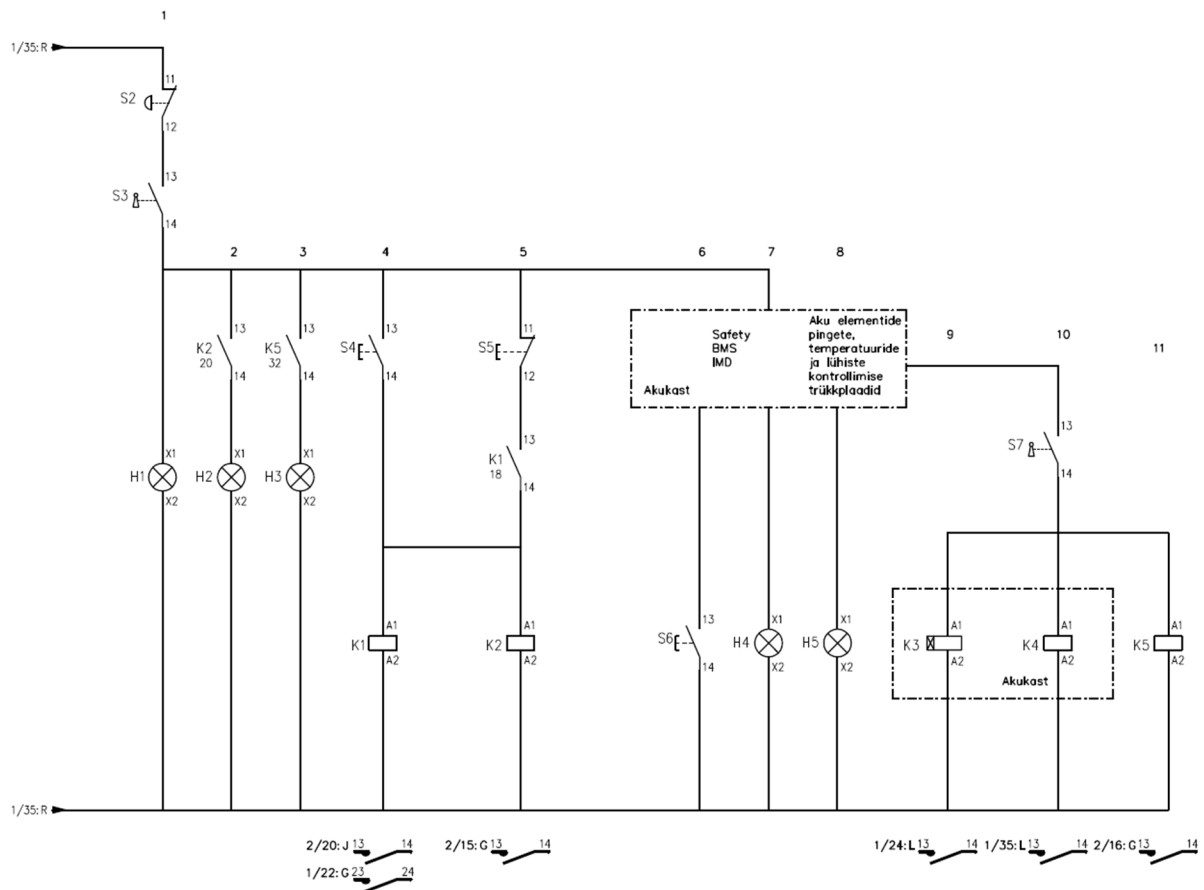 1
1/35:R
11
S2
12
13
S3
14
2 3 4 5 6 7 8
9 10 11
13 13 13 11
K2 K5 S4 S5
20 32
14 14 14 12
Safety
BMS
IMD
Akukast
Aku elementide
pingete,
temperatuuride
ja lühiste
kontrollimise
trükkplaadid
13
S7
14
13
K1
18
14
X1 X1 X1
H1 H2 H3
X2 X2 X2
A1 A1 13 X1 X1 A1 A1 A1
K1 K2 S6 H4 H5 K3 K4 K5
A2 A2 14 X2 X2 A2 A2 A2
Akukast
1/35:R
2/20:J 13 14 2/15:G 13 14 1/24:L 13 14 1/35:L 13 14 2/16:G 13 14
1/22:G 23 24